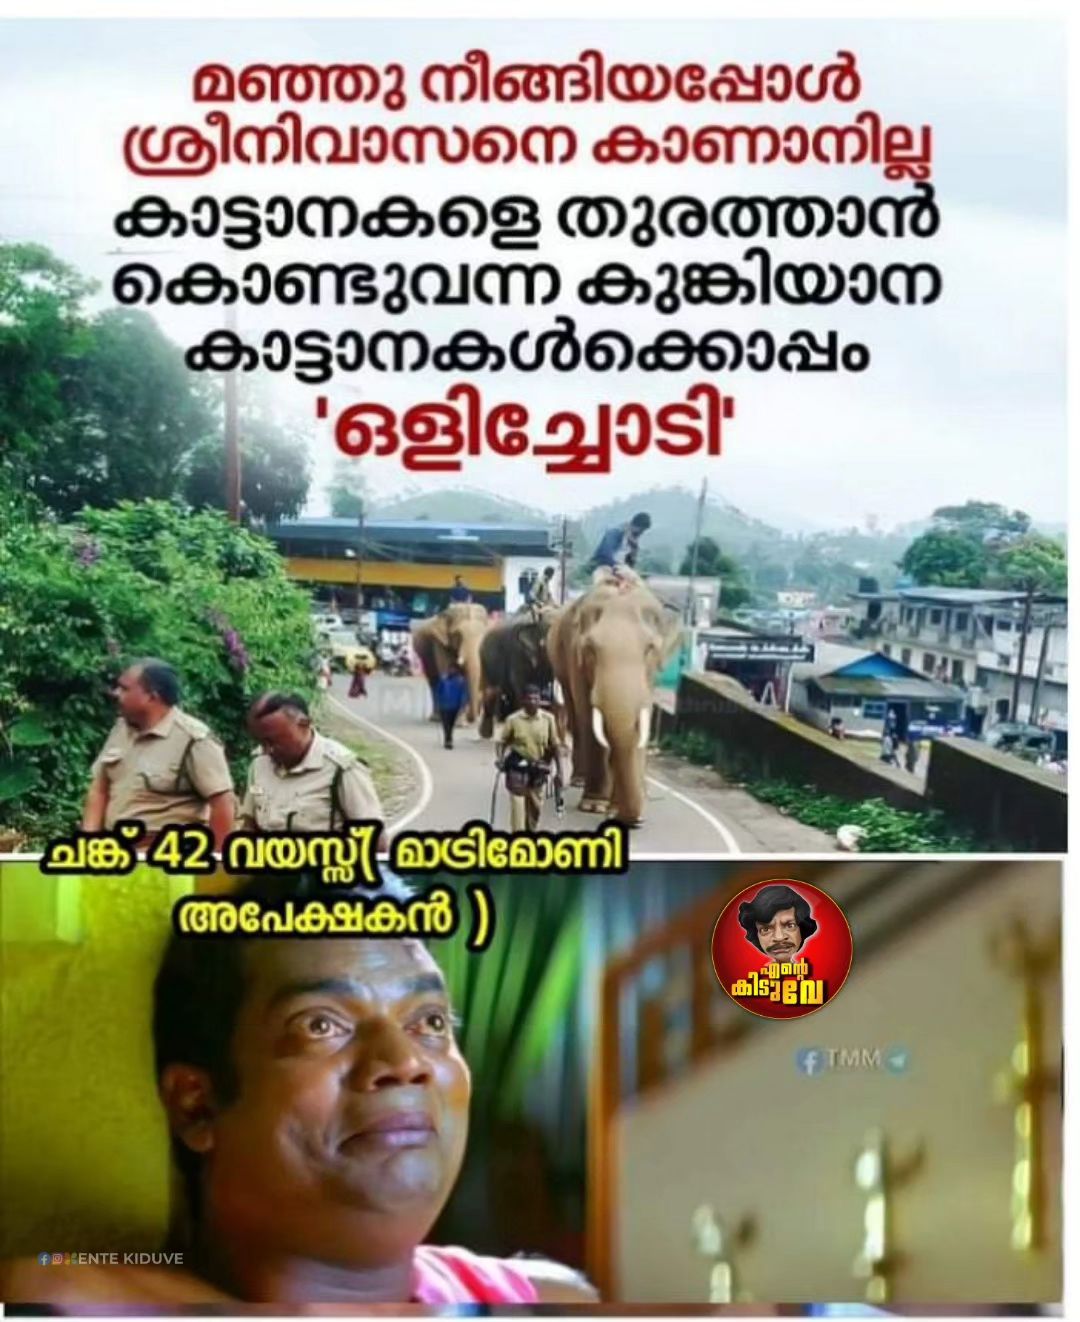 മഞ്ഞു നീങ്ങിയപ്പോൾ
ശ്രീനിവാസനെ കാണാനില്ല
കാട്ടാനകളെ തുരത്താൻ
കൊണ്ടുവന്ന കുങ്കിയാന
കാട്ടാനകൾക്കൊപ്പം
'ഒളിച്ചോടി'
ചങ്ക് 42 വയസ്സ്( മാട്രിമോണി
അപേക്ഷകൻ )
എന്റെ
കിടുവേ
TMM
ENTE KIDUVE